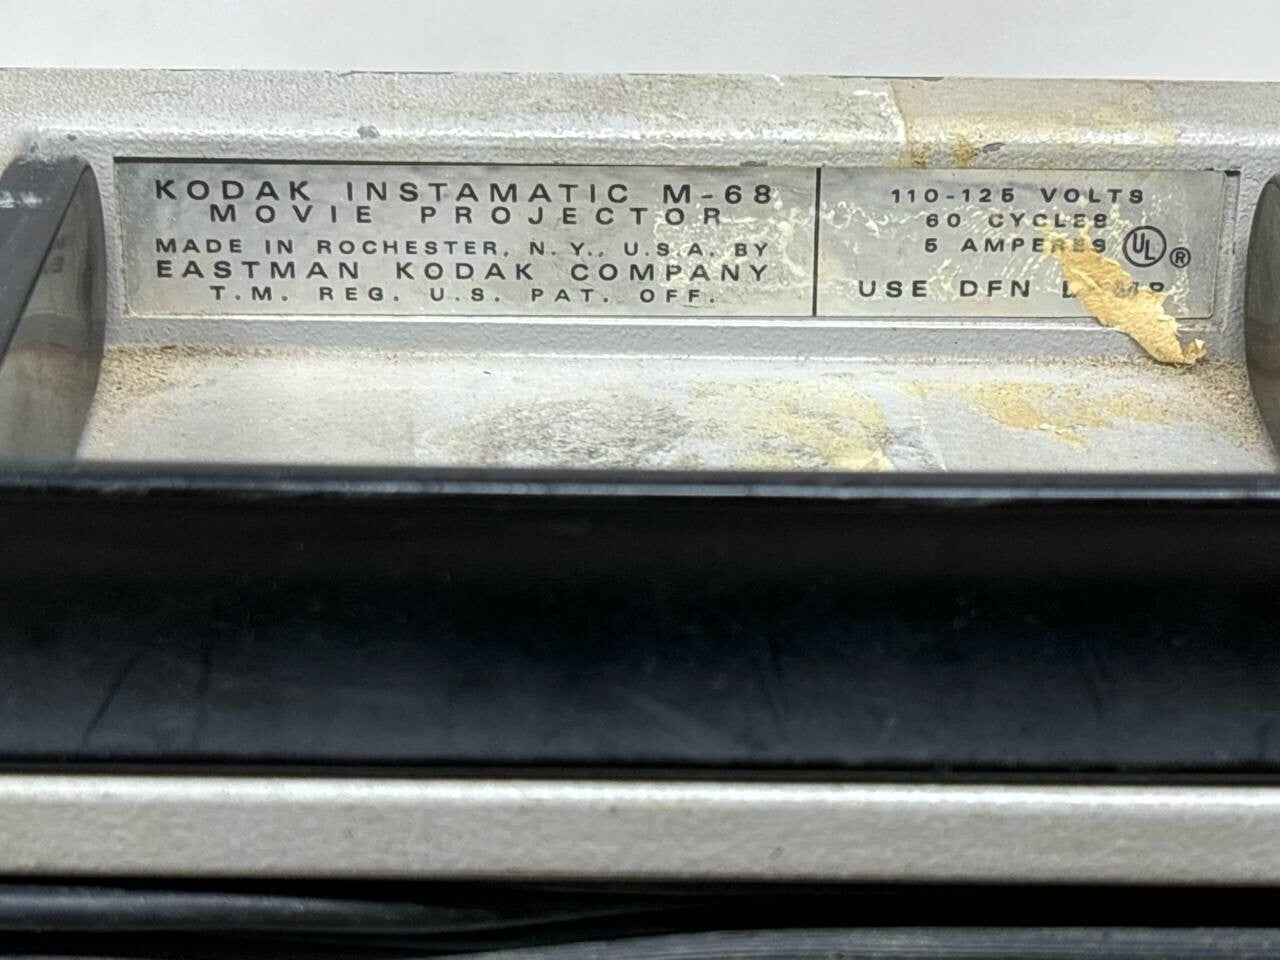 KODAK INSTAMATIC M-68
MOVIE PROJECTOR
MADE IN ROCHESTER, N.Y., U.S.A. BY
EASTMAN KODAK COMPANY
T.M. REG. U.S. PAT. OFF.
110-125 VOLTS
60 CYCLES
5 AMPERES
UL ®
USE DFN LAMP